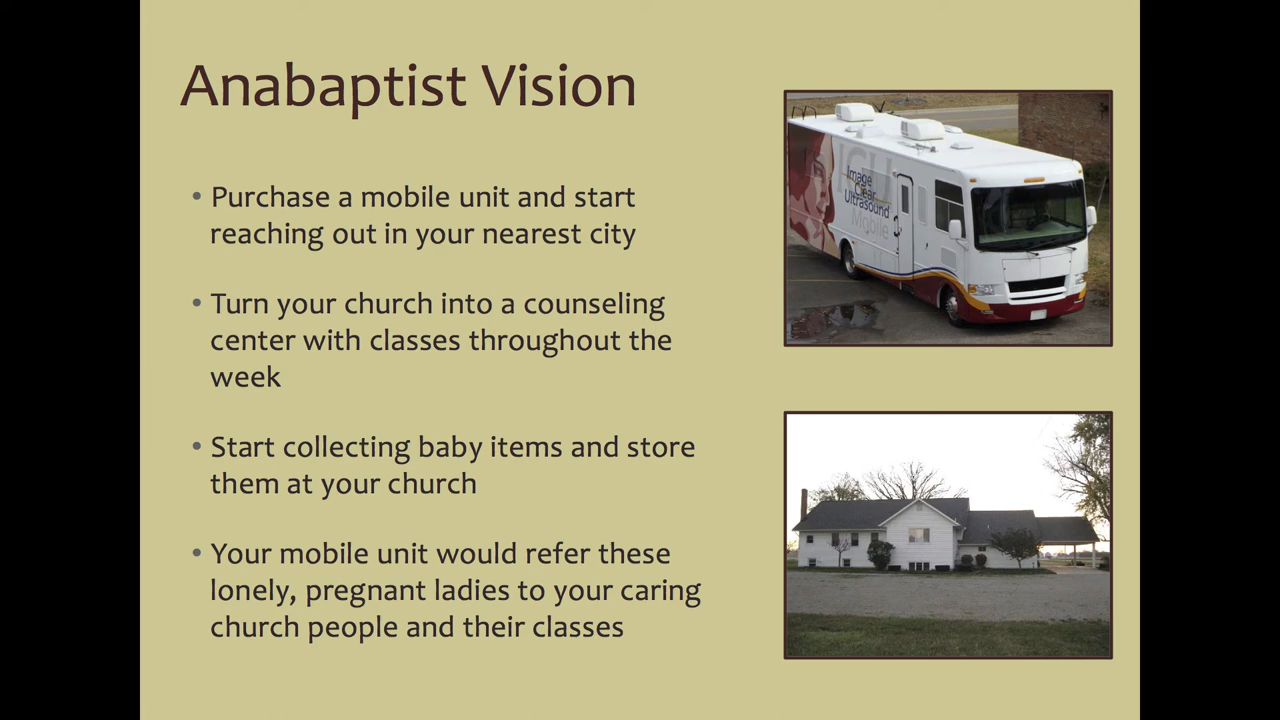 Anabaptist Vision
• Purchase a mobile unit and start
reaching out in your nearest city
• Turn your church into a counseling
center with classes throughout the
week
• Start collecting baby items and store
them at your church
• Your mobile unit would refer these
lonely, pregnant ladies to your caring
church people and their classes
ICU
Image
Clear
Ultrasound
Mobile